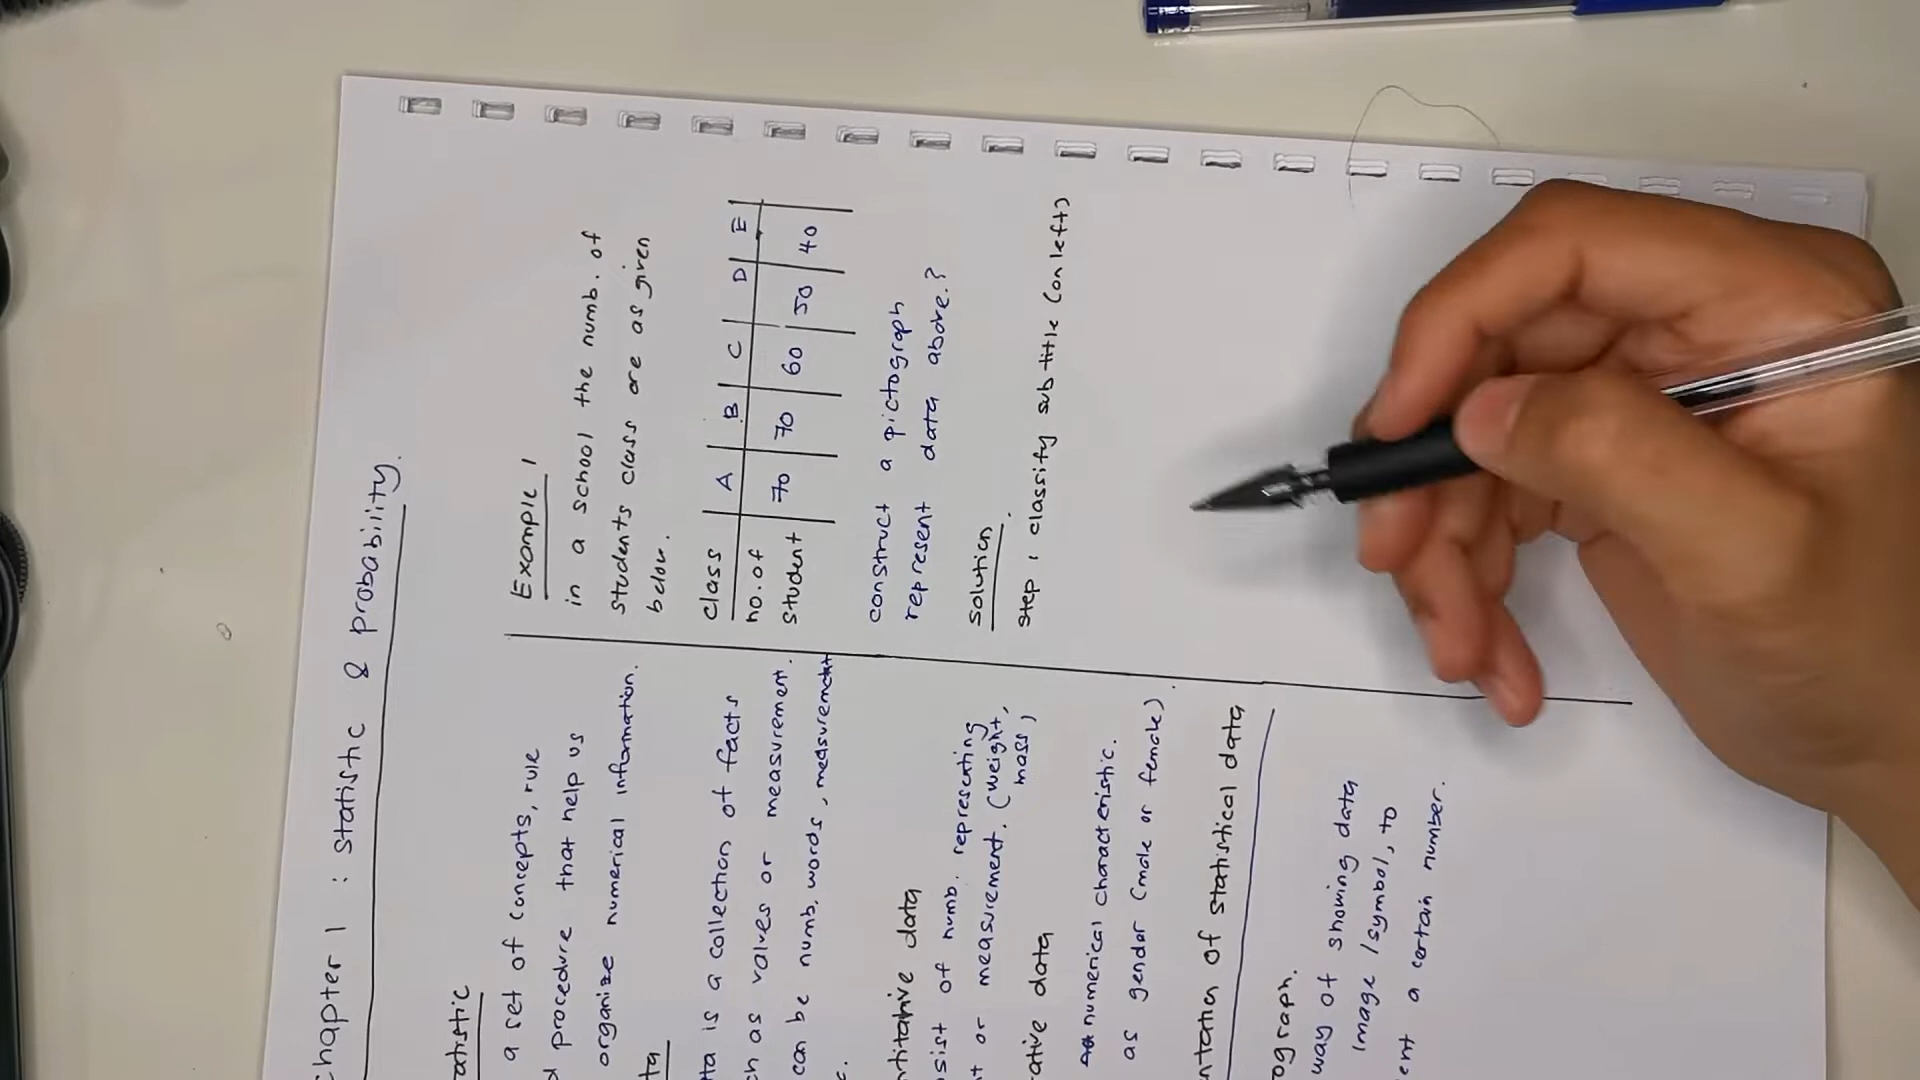 Chapter 1 : statistic & probability.
atistic
a set of concepts, rule
d procedure that help us
organize numerical information.
ta
ta is a collection of facts
ch as values or measurement.
can be numb, words, measurement
c.
ntitative data
nsist of numb. represating
nt or measurement. (weight,
mass)
ative data
numerical characteristic.
as gender (male or female).
entation of statistical data
ograph.
way of showing data
image /symbol, to
ent a certain number.
Example 1
in a school the numb. of
students class are as given
below.
class A B C D E
no. of
student 70 70 60 50 40
construct a pictograph
represent data above.?
solution.
step 1 classify sub title (on left)